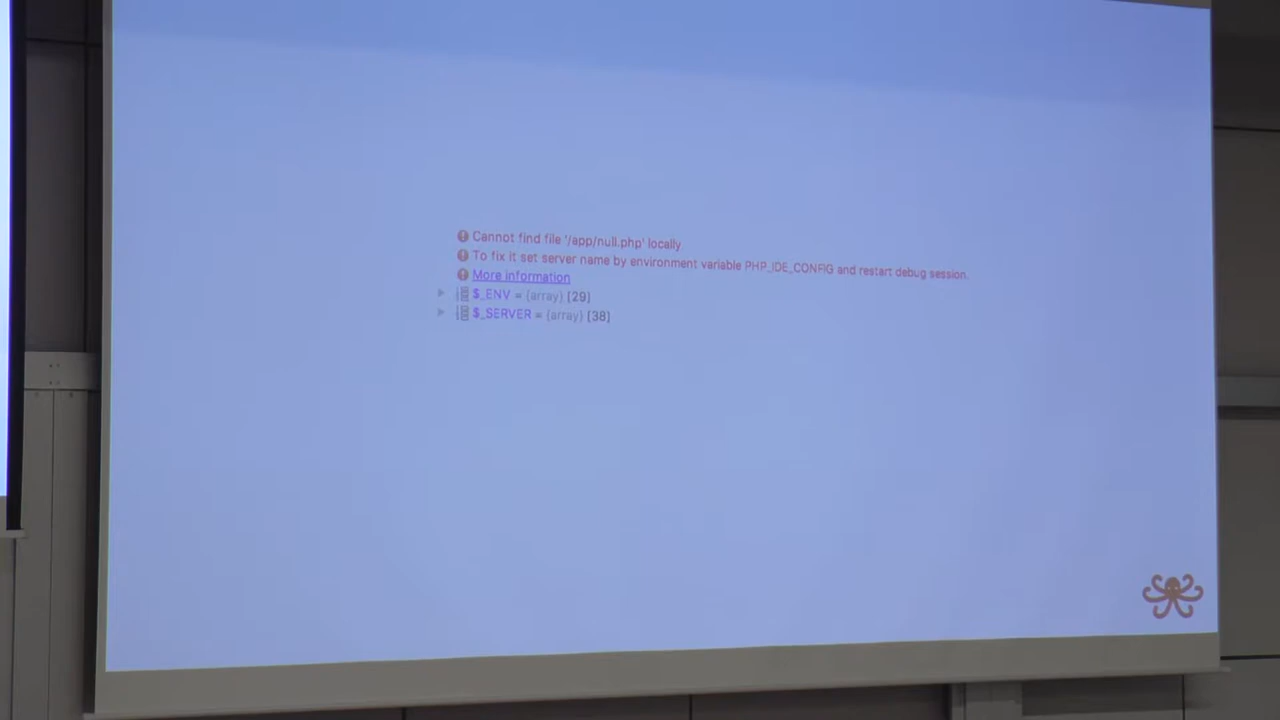 Cannot find file '/app/null.php' locally
To fix it set server name by environment variable PHP_IDE_CONFIG and restart debug session.
More information
$_ENV = {array} [29]
$_SERVER = {array} [38]